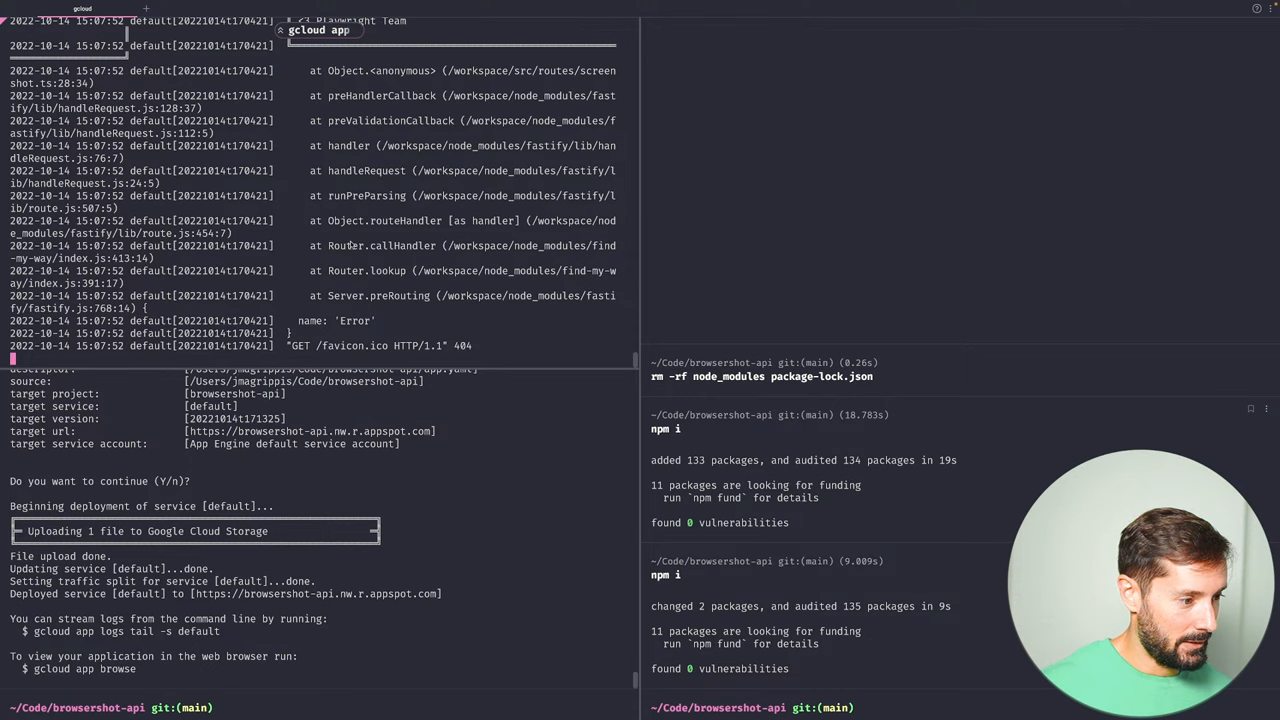 gcloud
2022-10-14 15:07:52 default[20221014t170421] ║ <3 Playwright Team
gcloud app
2022-10-14 15:07:52 default[20221014t170421]
2022-10-14 15:07:52 default[20221014t170421] at Object.<anonymous> (/workspace/src/routes/screen
shot.ts:28:34)
2022-10-14 15:07:52 default[20221014t170421] at preHandlerCallback (/workspace/node_modules/fast
ify/lib/handleRequest.js:128:37)
2022-10-14 15:07:52 default[20221014t170421] at preValidationCallback (/workspace/node_modules/f
astify/lib/handleRequest.js:112:5)
2022-10-14 15:07:52 default[20221014t170421] at handler (/workspace/node_modules/fastify/lib/han
dleRequest.js:76:7)
2022-10-14 15:07:52 default[20221014t170421] at handleRequest (/workspace/node_modules/fastify/l
ib/handleRequest.js:24:5)
2022-10-14 15:07:52 default[20221014t170421] at runPreParsing (/workspace/node_modules/fastify/l
ib/route.js:507:5)
2022-10-14 15:07:52 default[20221014t170421] at Object.routeHandler [as handler] (/workspace/nod
e_modules/fastify/lib/route.js:454:7)
2022-10-14 15:07:52 default[20221014t170421] at Router.callHandler (/workspace/node_modules/find
-my-way/index.js:413:14)
2022-10-14 15:07:52 default[20221014t170421] at Router.lookup (/workspace/node_modules/find-my-w
ay/index.js:391:17)
2022-10-14 15:07:52 default[20221014t170421] at Server.preRouting (/workspace/node_modules/fasti
fy/fastify.js:768:14) {
2022-10-14 15:07:52 default[20221014t170421] name: 'Error'
2022-10-14 15:07:52 default[20221014t170421] }
2022-10-14 15:07:52 default[20221014t170421] "GET /favicon.ico HTTP/1.1" 404
descriptor: [/Users/jmagrippis/Code/browsershot-api/app.yaml]
source: [/Users/jmagrippis/Code/browsershot-api]
target project: [browsershot-api]
target service: [default]
target version: [20221014t171325]
target url: [https://browsershot-api.nw.r.appspot.com]
target service account: [App Engine default service account]
Do you want to continue (Y/n)?
Beginning deployment of service [default]...
Uploading 1 file to Google Cloud Storage
File upload done.
Updating service [default]...done.
Setting traffic split for service [default]...done.
Deployed service [default] to [https://browsershot-api.nw.r.appspot.com]
You can stream logs from the command line by running:
$ gcloud app logs tail -s default
To view your application in the web browser run:
$ gcloud app browse
~/Code/browsershot-api git:(main)
~/Code/browsershot-api git:(main) (0.26s)
rm -rf node_modules package-lock.json
~/Code/browsershot-api git:(main) (18.783s)
npm i
added 133 packages, and audited 134 packages in 19s
11 packages are looking for funding
run `npm fund` for details
found 0 vulnerabilities
~/Code/browsershot-api git:(main) (9.009s)
npm i
changed 2 packages, and audited 135 packages in 9s
11 packages are looking for funding
run `npm fund` for details
found 0 vulnerabilities
~/Code/browsershot-api git:(main)